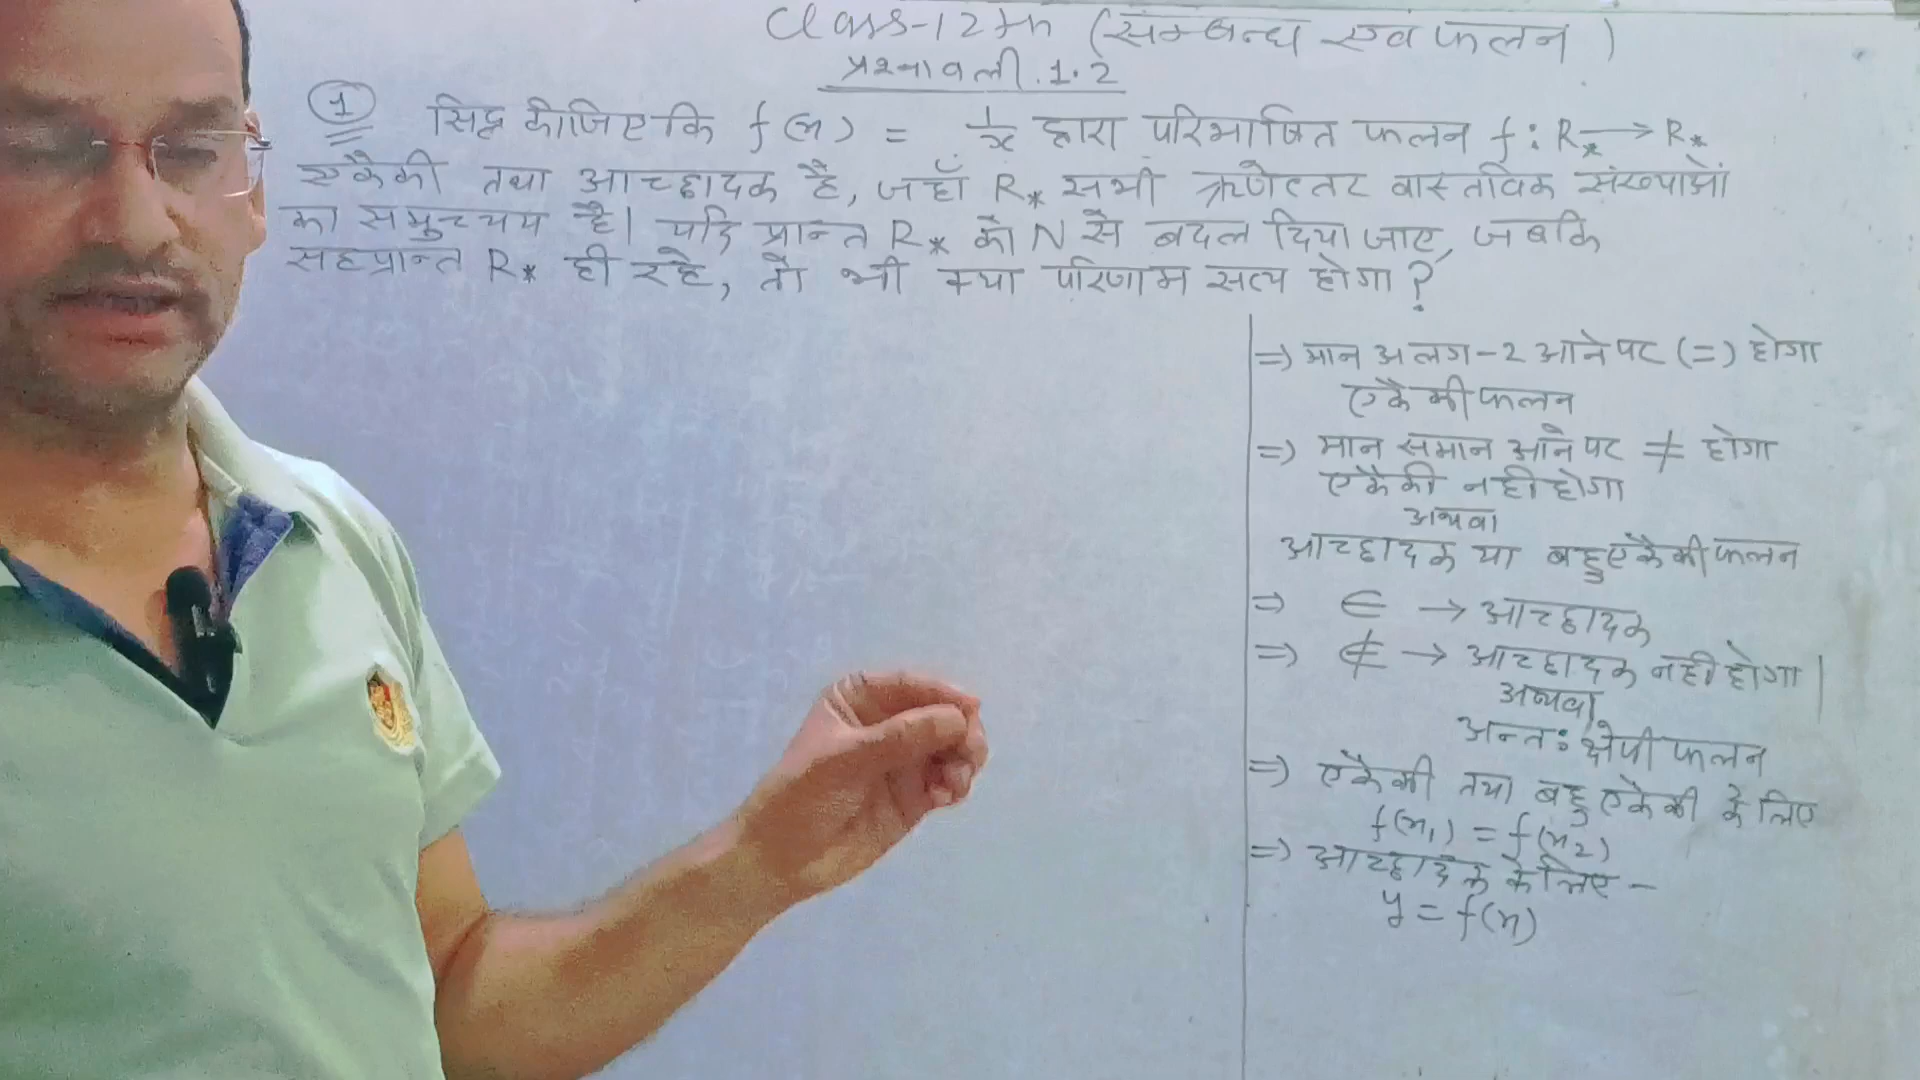 Class-12th (सम्बन्ध एवं फलन)
प्रश्नावली.1.2
1 सिद्ध कीजिए कि f(x) = 1/x द्वारा परिभाषित फलन f: R* → R*
एकैकी तथा आच्छादक है, जहाँ R* सभी ऋणेत्तर वास्तविक संख्याओं
का समुच्चय है। यदि प्रान्त R* को N से बदल दिया जाए, जबकि
सहप्रान्त R* ही रहे, तो भी क्या परिणाम सत्य होगा?
⇒ मान अलग-2 आने पर (=) होगा
एकैकी फलन
⇒ मान समान आने पर ≠ होगा
एकैकी नही होगा
अथवा
आच्छादक या बहुएकैकी फलन
⇒ ∈ → आच्छादक
⇒ ∉ → आच्छादक नही होगा।
अथवा
अन्तः क्षेपी फलन
⇒ एकैकी तथा बहुएकैकी के लिए
f(x₁) = f(x₂)
⇒ आच्छादक के लिए –
y = f(x)